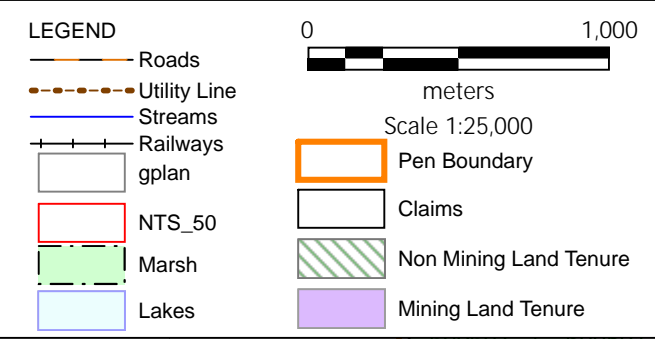 LEGEND
Roads
Utility Line
Streams
Railways
gplan
NTS_50
Marsh
Lakes
0 1,000
meters
Scale 1:25,000
Pen Boundary
Claims
Non Mining Land Tenure
Mining Land Tenure